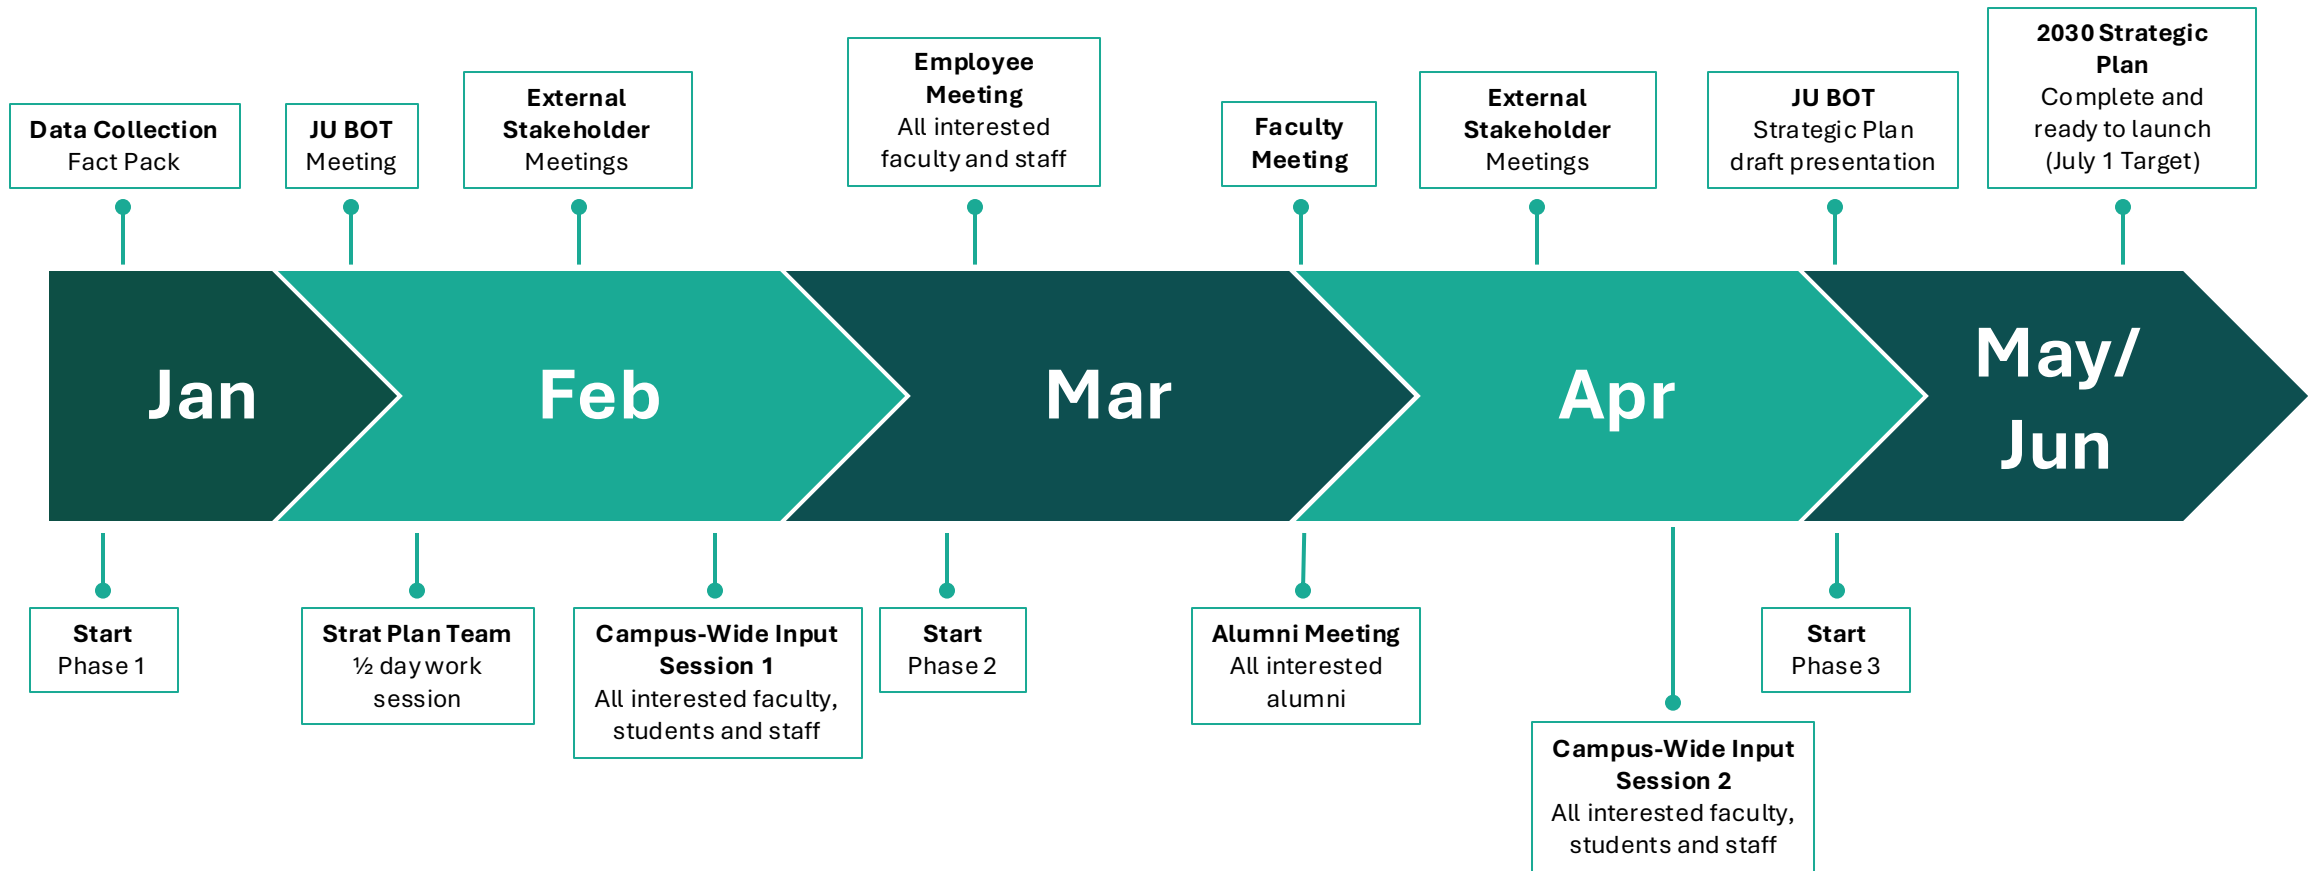 Data Collection
Fact Pack
JU BOT
Meeting
External
Stakeholder
Meetings
Employee
Meeting
All interested
faculty and staff
Faculty
Meeting
External
Stakeholder
Meetings
JU BOT
Strategic Plan
draft presentation
2030 Strategic
Plan
Complete and
ready to launch
(July 1 Target)
Jan
Feb
Mar
Apr
May/
Jun
Start
Phase 1
Strat Plan Team
½ day work
session
Campus-Wide Input
Session 1
All interested faculty,
students and staff
Start
Phase 2
Alumni Meeting
All interested
alumni
Campus-Wide Input
Session 2
All interested faculty,
students and staff
Start
Phase 3